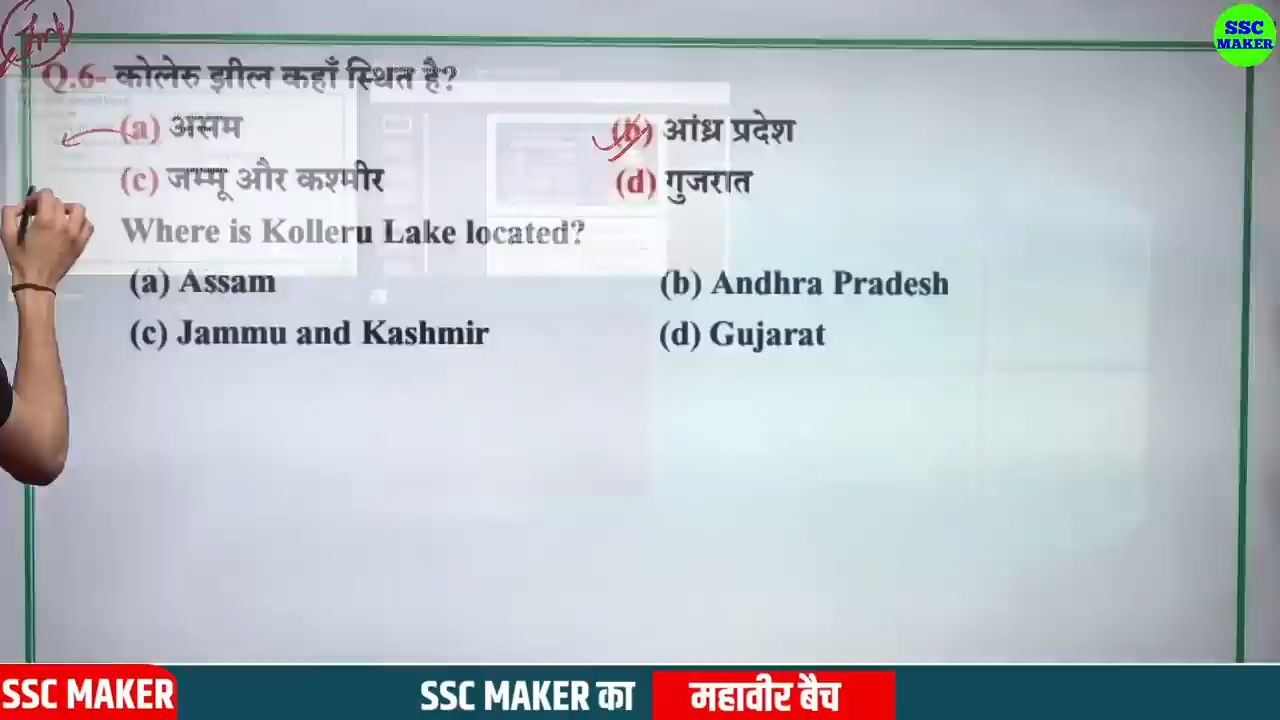 SSC
MAKER
Q.6- कोलेरु झील कहाँ स्थित है?
(a) असम (b) आंध्र प्रदेश
(c) जम्मू और कश्मीर (d) गुजरात
Where is Kolleru Lake located?
(a) Assam (b) Andhra Pradesh
(c) Jammu and Kashmir (d) Gujarat
SSC MAKER SSC MAKER का महावीर बैच